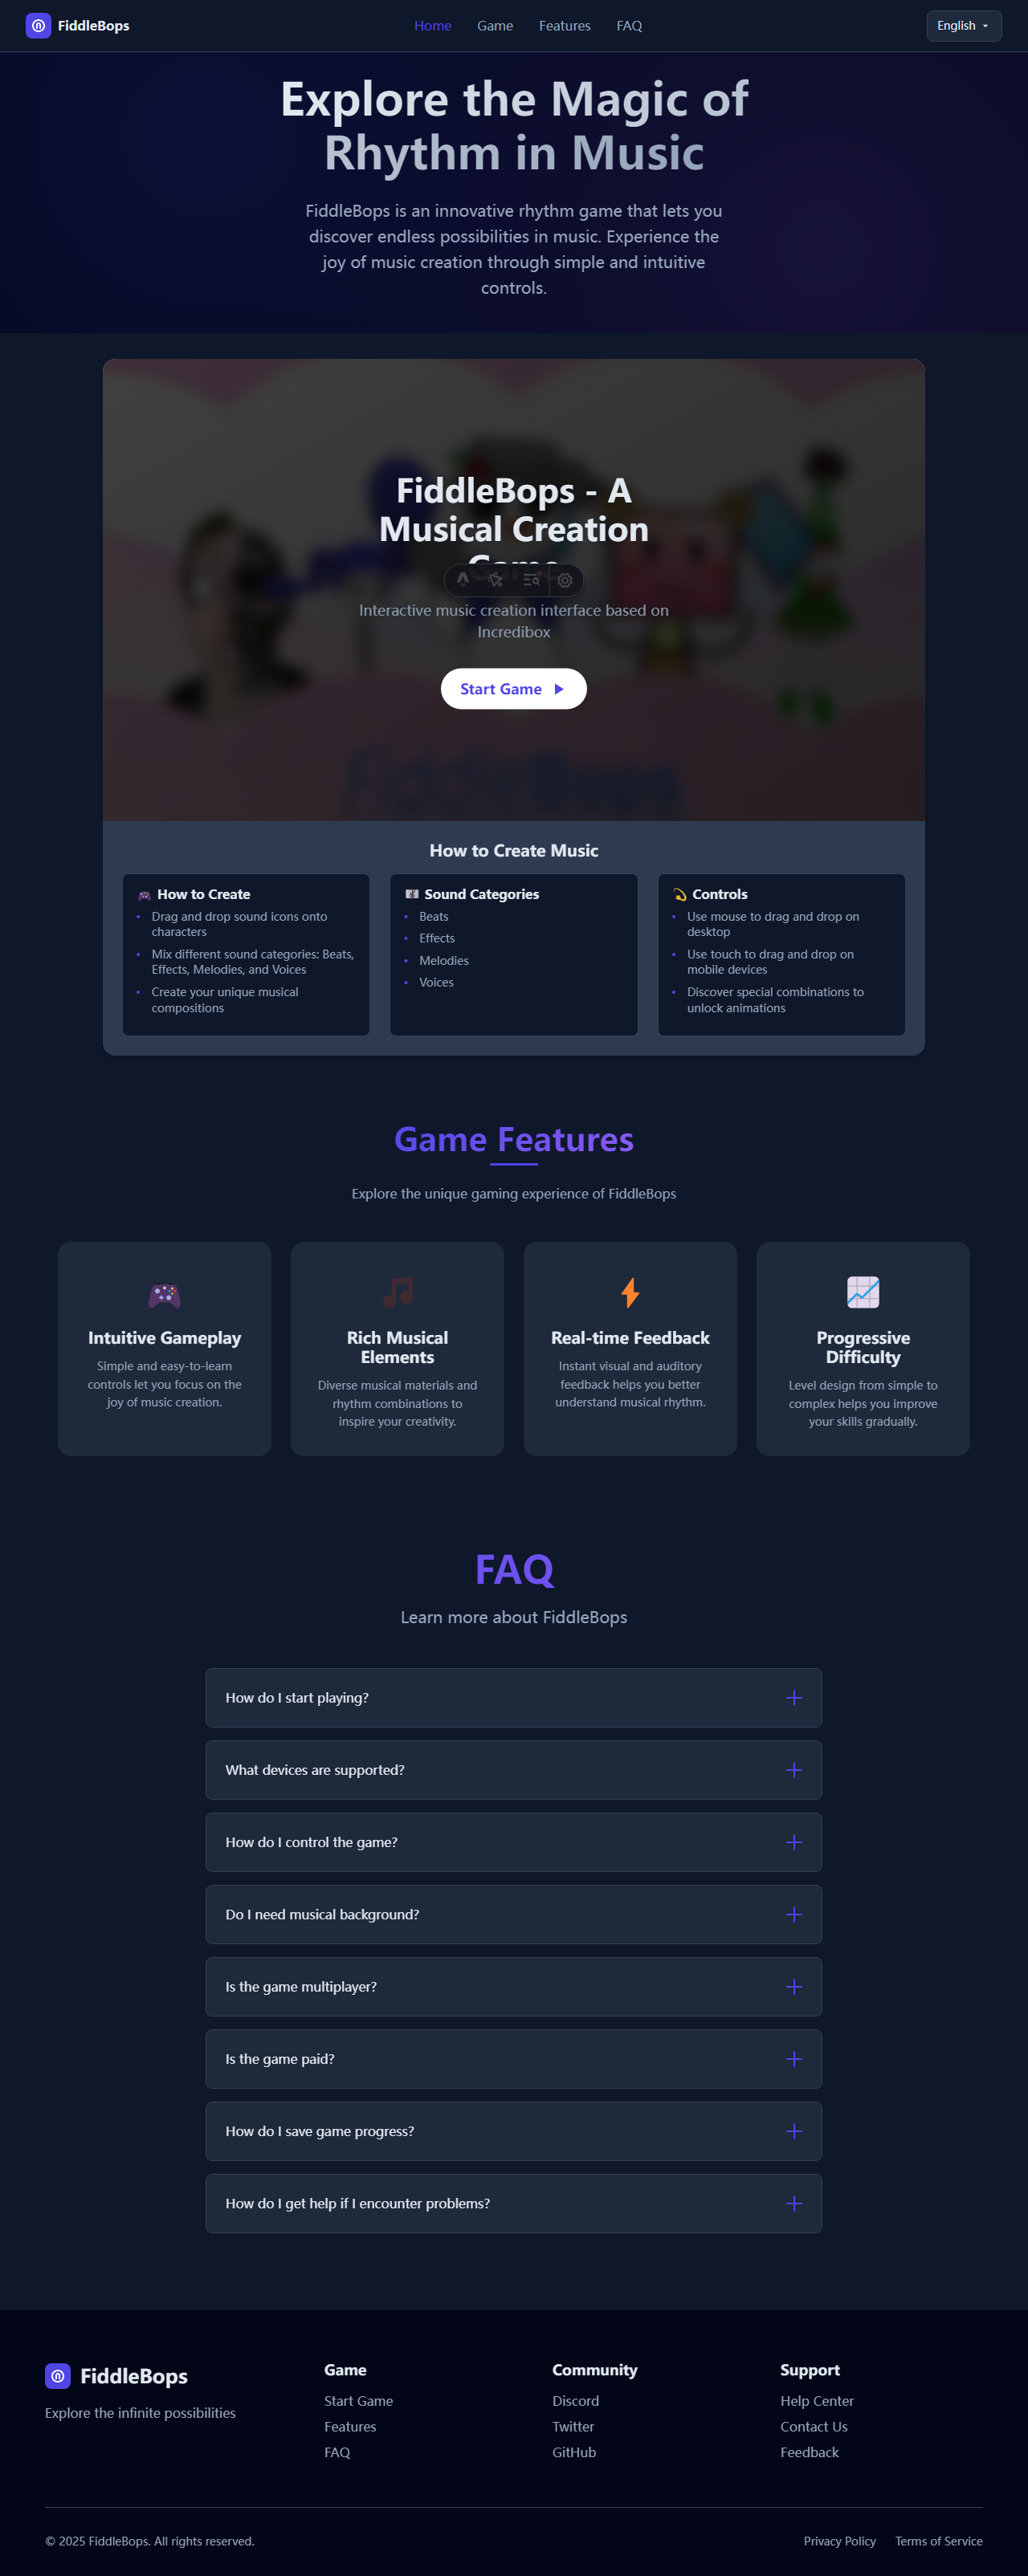 FiddleBops
Home
Game
Features
FAQ
English
Explore the Magic of
Rhythm in Music
FiddleBops is an innovative rhythm game that lets you
discover endless possibilities in music. Experience the
joy of music creation through simple and intuitive
controls.
FiddleBops - A
Musical Creation
Game
Interactive music creation interface based on
Incredibox
Start Game
FiddleBops
How to Create Music
How to Create
Drag and drop sound icons onto
characters
Mix different sound categories: Beats,
Effects, Melodies, and Voices
Create your unique musical
compositions
Sound Categories
Beats
Effects
Melodies
Voices
Controls
Use mouse to drag and drop on
desktop
Use touch to drag and drop on
mobile devices
Discover special combinations to
unlock animations
Game Features
Explore the unique gaming experience of FiddleBops
Intuitive Gameplay
Simple and easy-to-learn
controls let you focus on the
joy of music creation.
Rich Musical
Elements
Diverse musical materials and
rhythm combinations to
inspire your creativity.
Real-time Feedback
Instant visual and auditory
feedback helps you better
understand musical rhythm.
Progressive
Difficulty
Level design from simple to
complex helps you improve
your skills gradually.
FAQ
Learn more about FiddleBops
How do I start playing?
What devices are supported?
How do I control the game?
Do I need musical background?
Is the game multiplayer?
Is the game paid?
How do I save game progress?
How do I get help if I encounter problems?
FiddleBops
Explore the infinite possibilities
Game
Start Game
Features
FAQ
Community
Discord
Twitter
GitHub
Support
Help Center
Contact Us
Feedback
© 2025 FiddleBops. All rights reserved.
Privacy Policy
Terms of Service